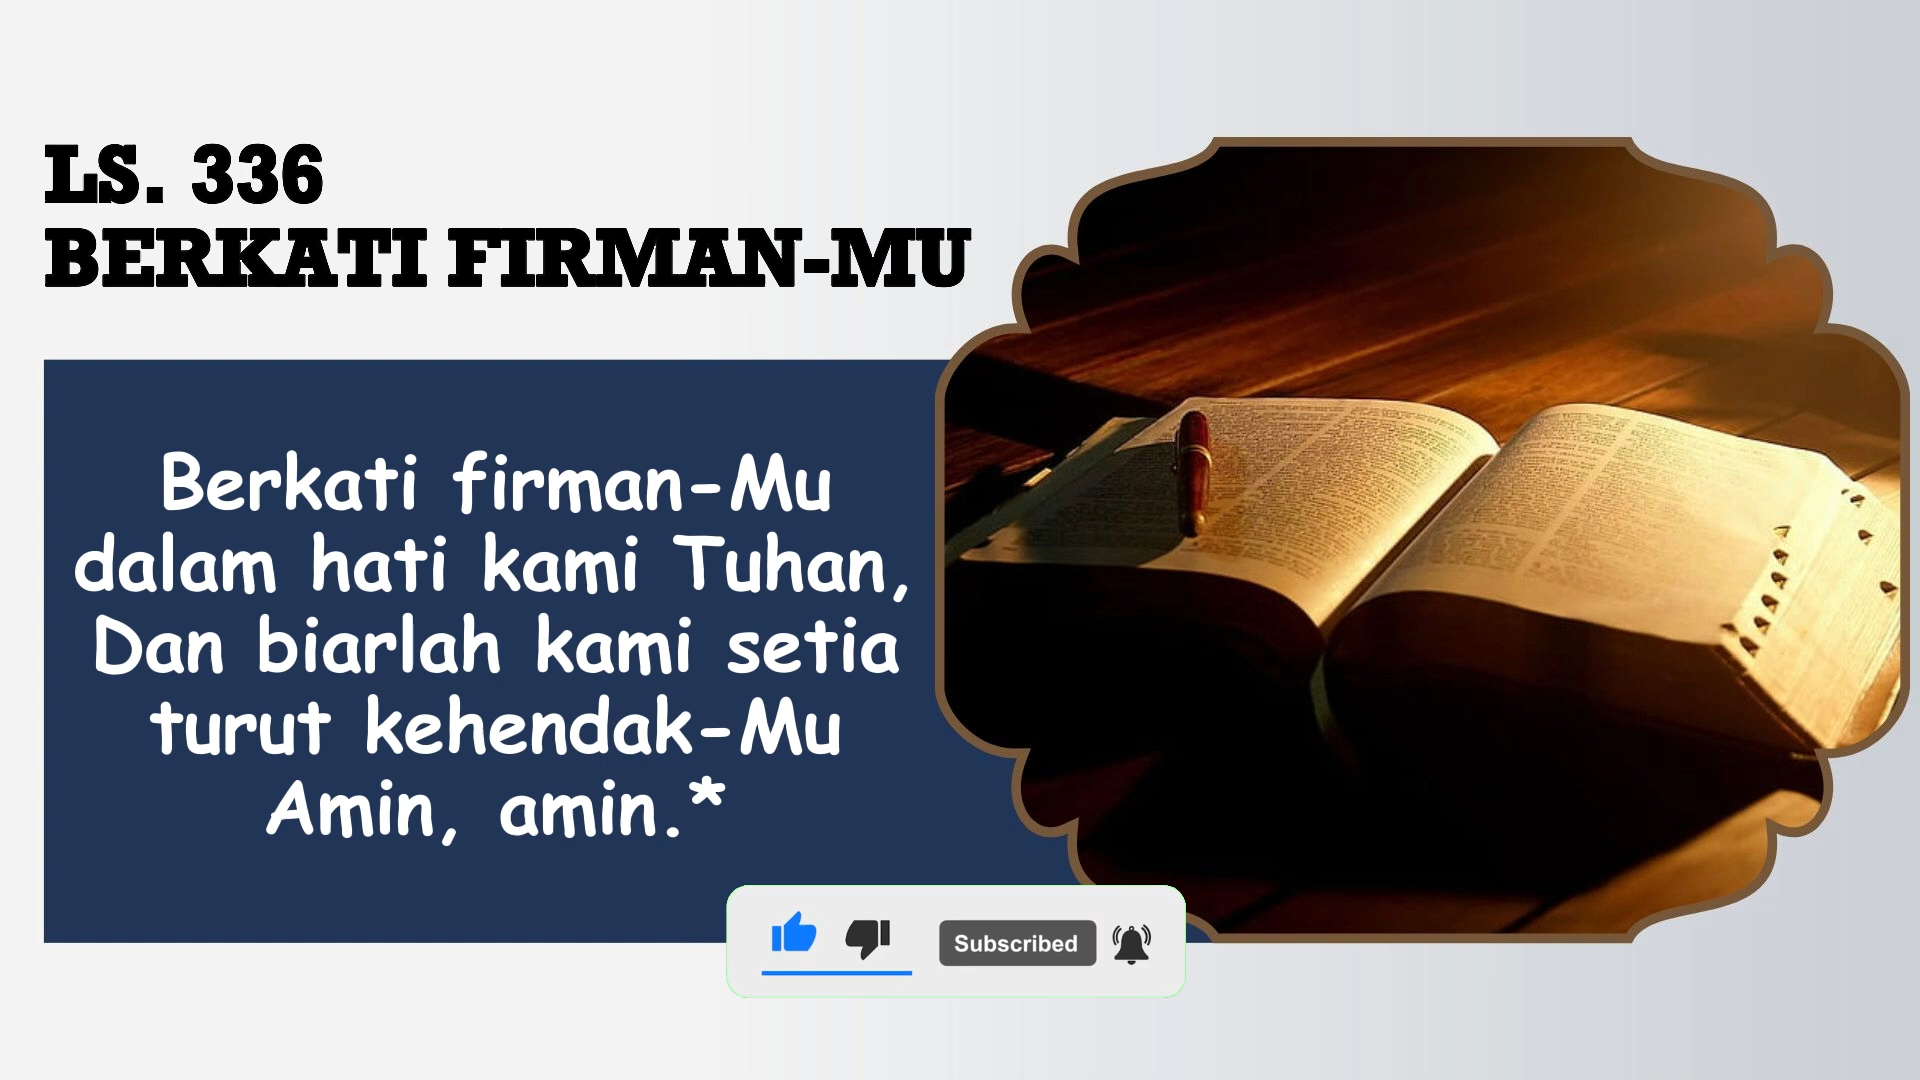 LS. 336
BERKATI FIRMAN-MU
Berkati firman-Mu
dalam hati kami Tuhan,
Dan biarlah kami setia
turut kehendak-Mu
Amin, amin.*
Subscribed